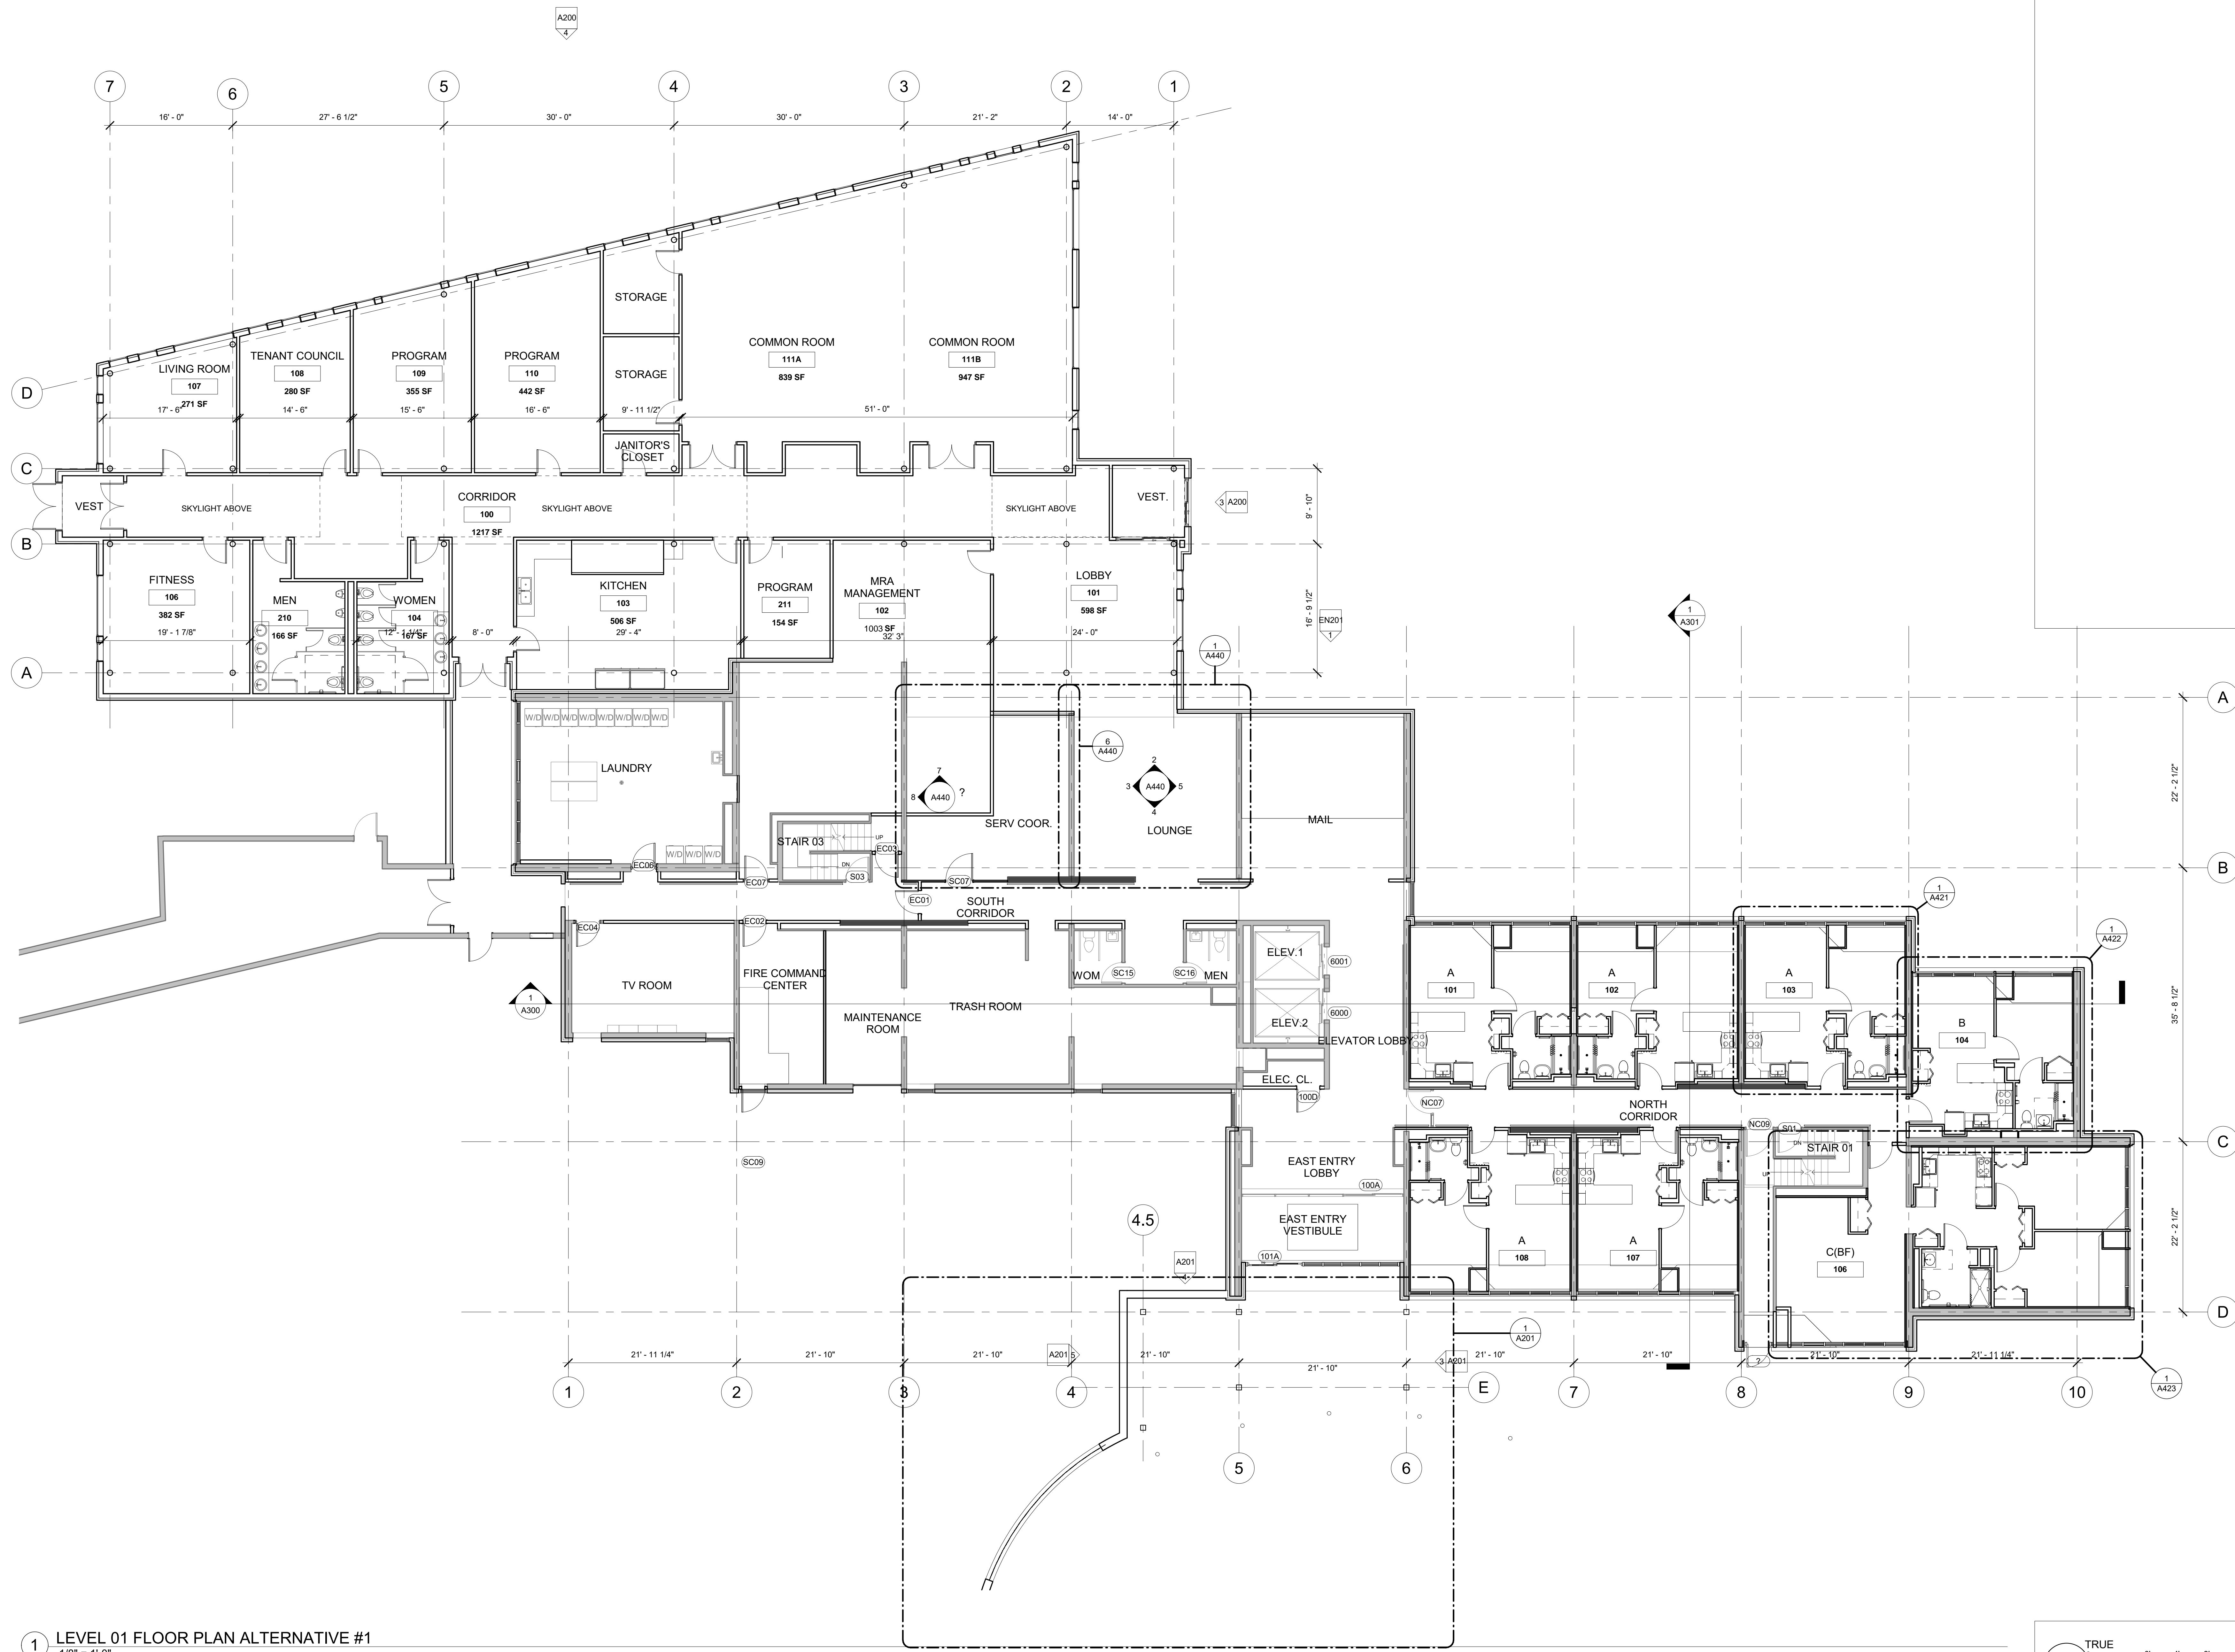 A200
4
7
6
5
4
3
2
1
16' - 0"
27' - 6 1/2"
30' - 0"
30' - 0"
21' - 2"
14' - 0"
STORAGE
STORAGE
COMMON ROOM
111A
839 SF
COMMON ROOM
111B
947 SF
LIVING ROOM
107
271 SF
TENANT COUNCIL
108
280 SF
PROGRAM
109
355 SF
PROGRAM
110
442 SF
D
17' - 6"
14' - 6"
15' - 6"
16' - 6"
9' - 11 1/2"
51' - 0"
JANITOR'S
CLOSET
C
VEST
SKYLIGHT ABOVE
CORRIDOR
100
1217 SF
SKYLIGHT ABOVE
SKYLIGHT ABOVE
VEST.
3 A200
9' - 10"
B
FITNESS
106
382 SF
MEN
210
166 SF
WOMEN
104
167 SF
KITCHEN
103
506 SF
PROGRAM
211
154 SF
MRA
MANAGEMENT
102
1003 SF
LOBBY
101
598 SF
16' - 9 1/2"
EN201
1
1
A301
19' - 1 7/8"
12' - 1 1/4"
8' - 0"
29' - 4"
32' 3"
24' - 0"
1
A440
A
A
W/D W/D W/D W/D W/D W/D W/D W/D
LAUNDRY
6
A440
7
8 A440
?
2
3 A440 5
4
22' - 2 1/2"
SERV COOR.
LOUNGE
MAIL
STAIR 03
UP
DN
EC03
W/D W/D W/D
EC06
EC07
S03
SC07
B
EC01
SOUTH
CORRIDOR
1
A421
EC04
EC02
1
A422
ELEV.1
6001
WOM
SC15
SC16
MEN
A
101
A
102
A
103
TV ROOM
FIRE COMMAND
CENTER
MAINTENANCE
ROOM
TRASH ROOM
1
A300
ELEV.2
6000
ELEVATOR LOBBY
B
104
35' - 8 1/2"
ELEC. CL.
100D
NC07
NORTH
CORRIDOR
NC09
S01
DN
STAIR 01
UP
C
SC09
EAST ENTRY
LOBBY
100A
EAST ENTRY
VESTIBULE
101A
4.5
A201
4
A
108
A
107
C(BF)
106
22' - 2 1/2"
D
1
A201
21' - 11 1/4"
21' - 10"
21' - 10"
A201 5
21' - 10"
21' - 10"
3 A201
21' - 10"
21' - 10"
?
21' - 10"
21' - 11 1/4"
1
A423
1
2
3
4
E
7
8
9
10
5
6
1
LEVEL 01 FLOOR PLAN ALTERNATIVE #1
TRUE